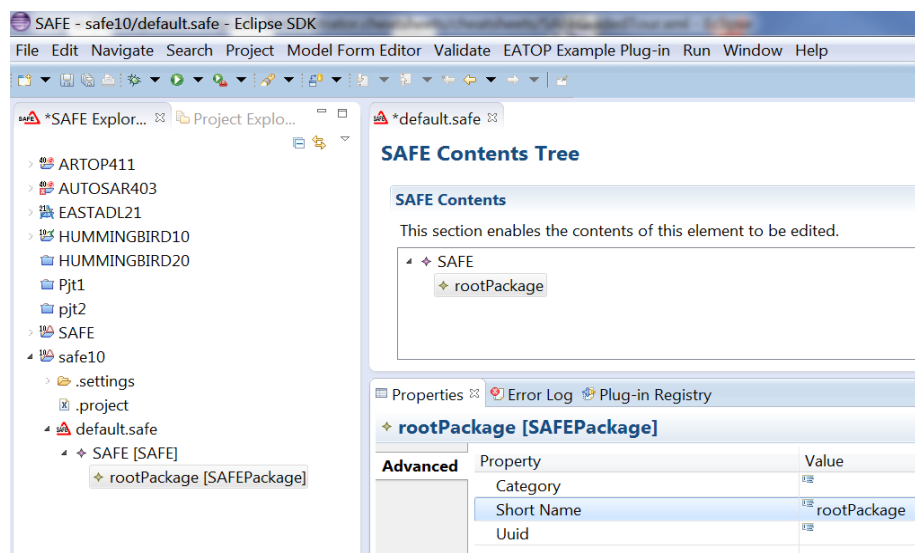 SAFE - safe10/default.safe - Eclipse SDK
File Edit Navigate Search Project Model Form Editor Validate EATOP Example Plug-in Run Window Help
*SAFE Explor... Project Explo...
ARTOP411
AUTOSAR403
EASTADL21
HUMMINGBIRD10
HUMMINGBIRD20
Pjt1
pjt2
SAFE
safe10
.settings
.project
default.safe
SAFE [SAFE]
rootPackage [SAFEPackage]
*default.safe
SAFE Contents Tree
SAFE Contents
This section enables the contents of this element to be edited.
SAFE
rootPackage
Properties Error Log Plug-in Registry
rootPackage [SAFEPackage]
Advanced
Property Value
Category
Short Name rootPackage
Uuid